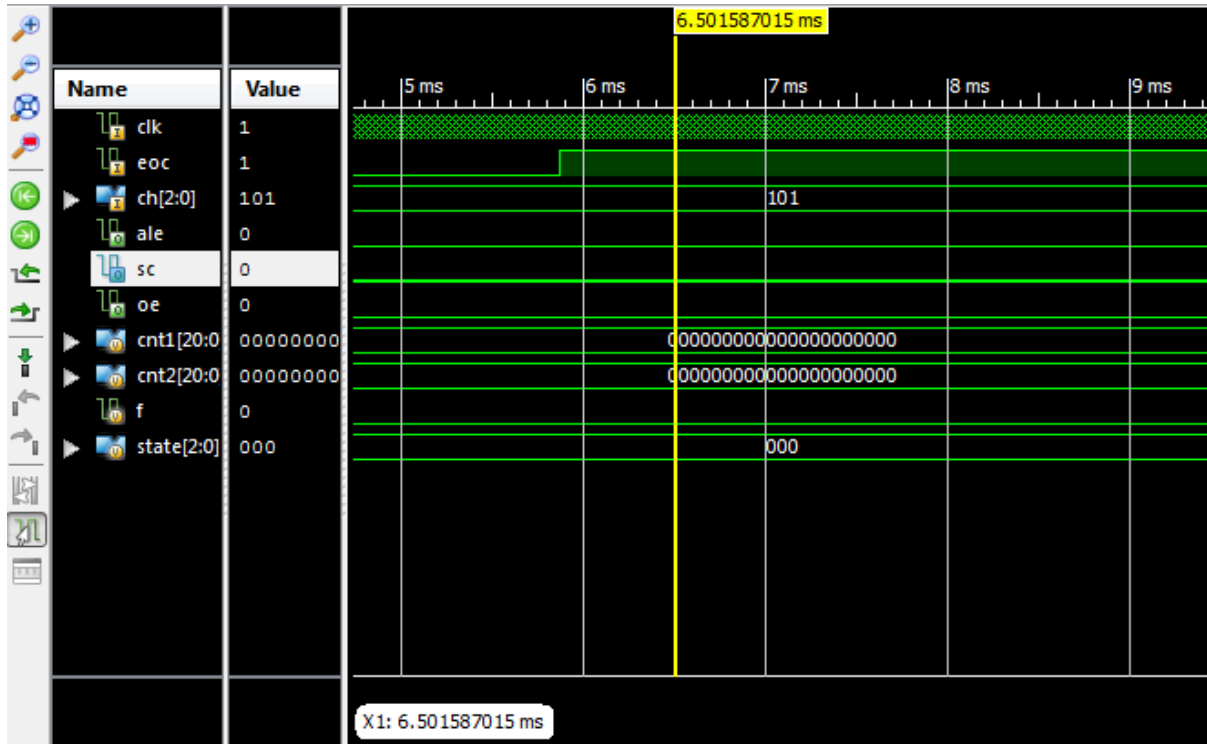 6.501587015 ms
Name Value 5 ms 6 ms 7 ms 8 ms 9 ms
clk 1
eoc 1
ch[2:0] 101 101
ale 0
sc 0
oe 0
cnt1[20:0 00000000 000000000000000000000
cnt2[20:0 00000000 000000000000000000000
f 0
state[2:0] 000 000
X1: 6.501587015 ms